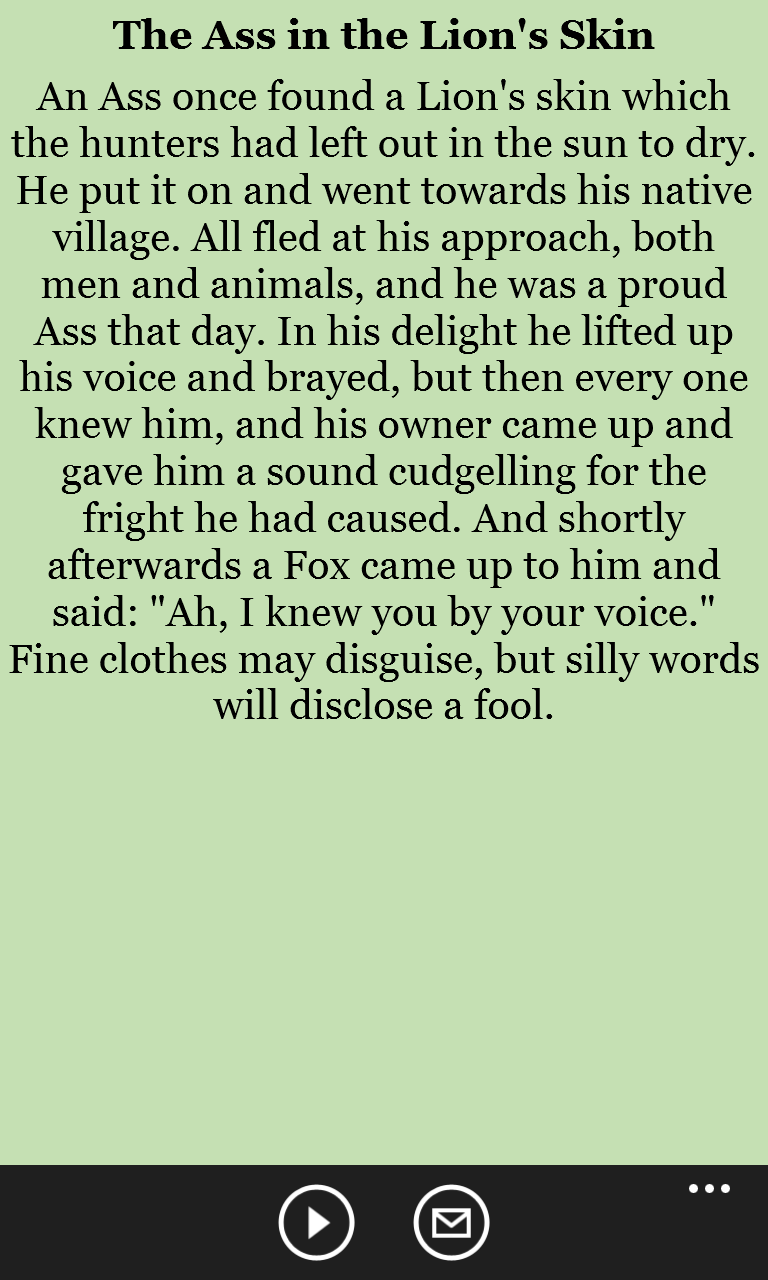 The Ass in the Lion's Skin
An Ass once found a Lion's skin which
the hunters had left out in the sun to dry.
He put it on and went towards his native
village. All fled at his approach, both
men and animals, and he was a proud
Ass that day. In his delight he lifted up
his voice and brayed, but then every one
knew him, and his owner came up and
gave him a sound cudgelling for the
fright he had caused. And shortly
afterwards a Fox came up to him and
said: "Ah, I knew you by your voice."
Fine clothes may disguise, but silly words
will disclose a fool.